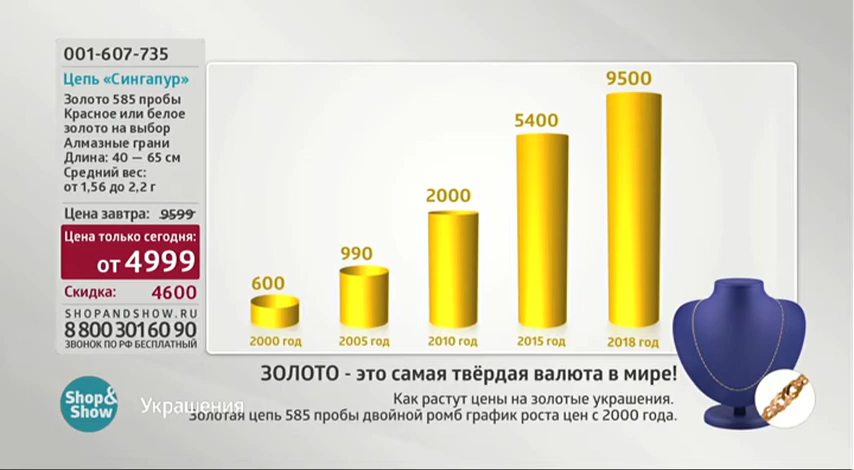 001-607-735
Цепь «Сингапур»
Золото 585 пробы
Красное или белое
золото на выбор
Алмазные грани
Длина: 40 — 65 см
Средний вес:
от 1,56 до 2,2 г
Цена завтра: 9599
Цена только сегодня:
от 4999
Скидка: 4600
SHOPANDSHOW.RU
8 800 301 60 90
ЗВОНОК ПО РФ БЕСПЛАТНЫЙ
600
990
2000
5400
9500
2000 год
2005 год
2010 год
2015 год
2018 год
ЗОЛОТО - это самая твёрдая валюта в мире!
Как растут цены на золотые украшения.
Золотая цепь 585 пробы двойной ромб график роста цен с 2000 года.
Shop&
Show
Украшения